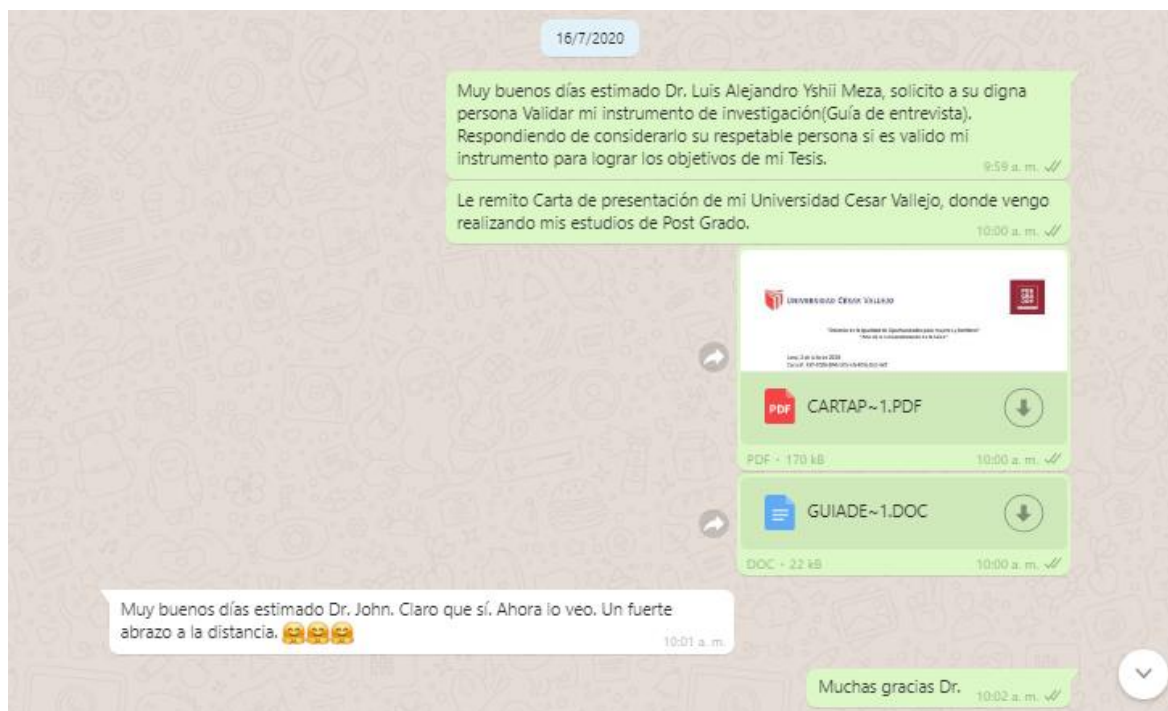 16/7/2020
Muy buenos días estimado Dr. Luis Alejandro Yshii Meza, solicito a su digna
persona Validar mi instrumento de investigación(Guía de entrevista).
Respondiendo de considerarlo su respetable persona si es valido mi
instrumento para lograr los objetivos de mi Tesis.
9:59 a. m.
Le remito Carta de presentación de mi Universidad Cesar Vallejo, donde vengo
realizando mis estudios de Post Grado.
10:00 a. m.
UNIVERSIDAD CÉSAR VALLEJO
PDF CARTAP~1.PDF
PDF • 170 kB 10:00 a. m.
GUIADE~1.DOC
DOC • 22 kB 10:00 a. m.
Muy buenos días estimado Dr. John. Claro que sí. Ahora lo veo. Un fuerte
abrazo a la distancia. 🤗🤗🤗
10:01 a. m.
Muchas gracias Dr. 10:02 a. m.